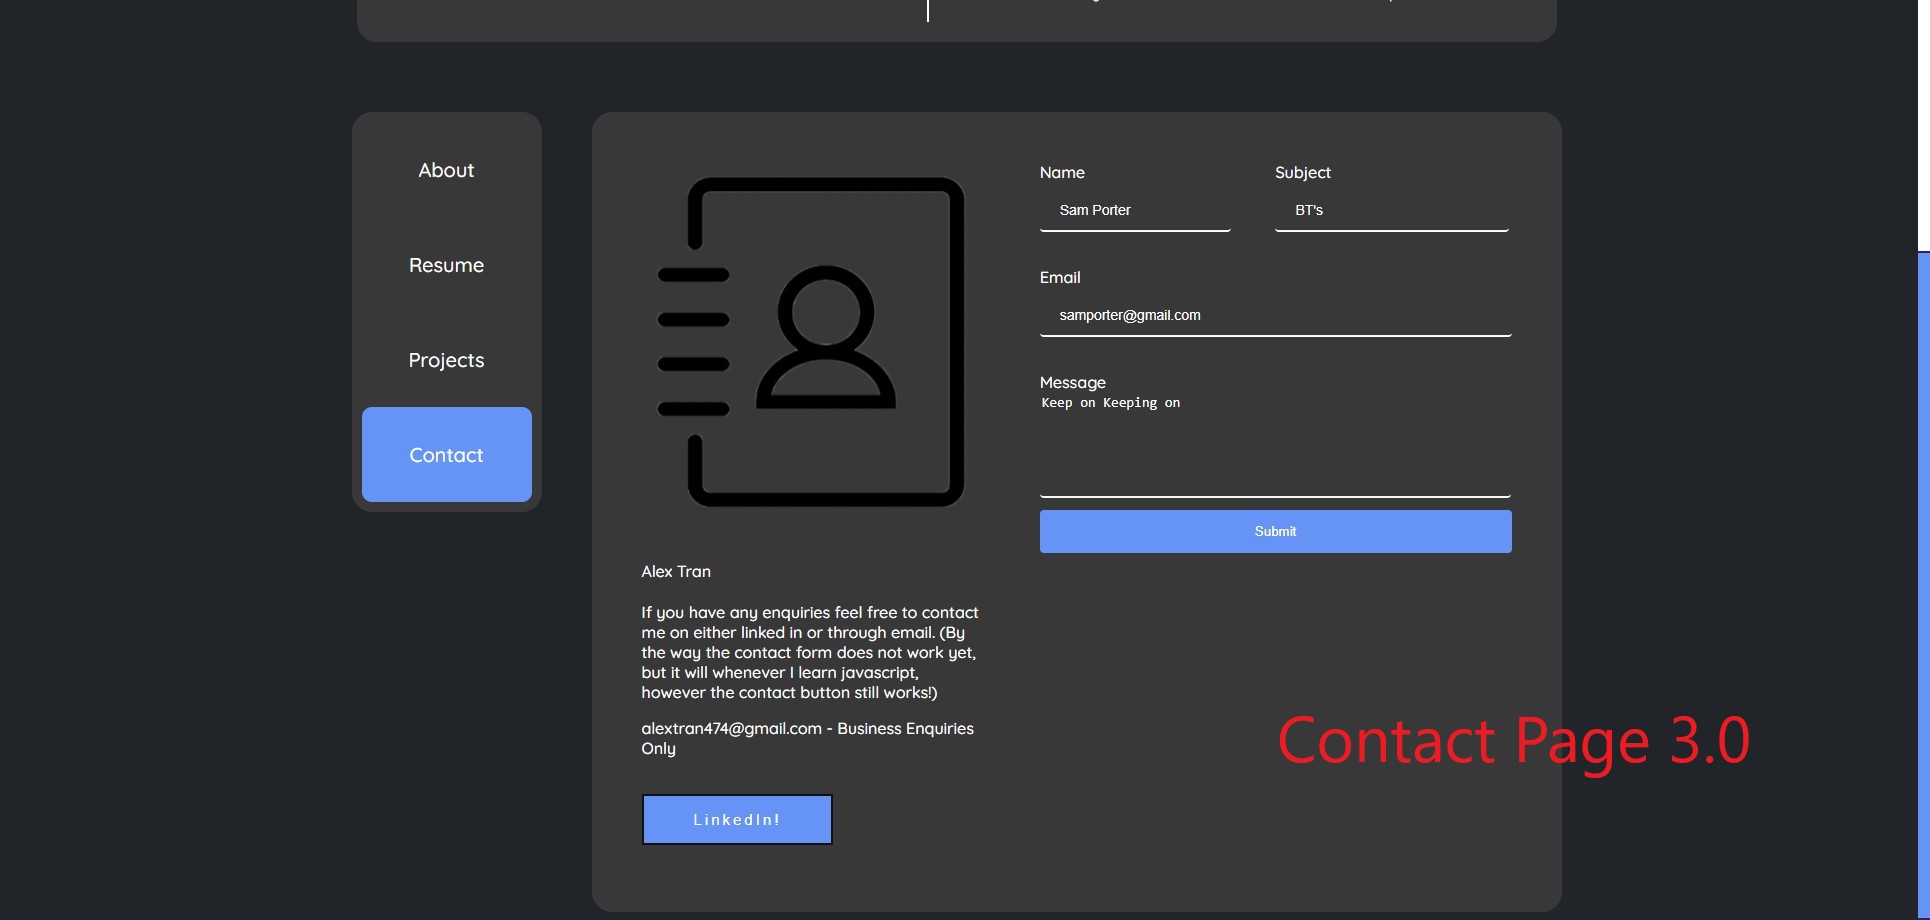 About
Resume
Projects
Contact
Alex Tran
If you have any enquiries feel free to contact
me on either linked in or through email. (By
the way the contact form does not work yet,
but it will whenever I learn javascript,
however the contact button still works!)
alextran474@gmail.com - Business Enquiries
Only
LinkedIn!
Name
Sam Porter
Subject
BT's
Email
samporter@gmail.com
Message
Keep on Keeping on
Submit
Contact Page 3.0